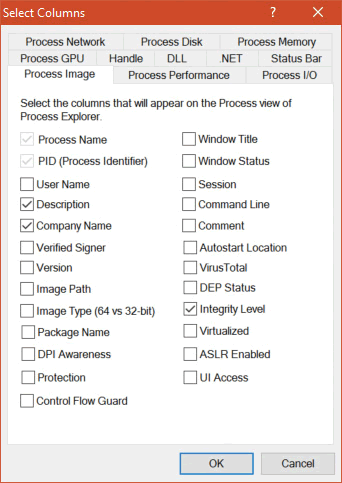 Select Columns
?
Process Network Process Disk Process Memory
Process GPU Handle DLL .NET Status Bar
Process Image Process Performance Process I/O
Select the columns that will appear on the Process view of
Process Explorer.
Process Name
PID (Process Identifier)
User Name
Description
Company Name
Verified Signer
Version
Image Path
Image Type (64 vs 32-bit)
Package Name
DPI Awareness
Protection
Control Flow Guard
Window Title
Window Status
Session
Command Line
Comment
Autostart Location
VirusTotal
DEP Status
Integrity Level
Virtualized
ASLR Enabled
UI Access
OK Cancel